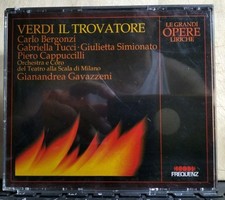 VERDI IL TROVATORE
Carlo Bergonzi
Gabriella Tucci · Giulietta Simionato
Piero Cappuccilli
Orchestra e Coro
del Teatro alla Scala di Milano
Gianandrea Gavazzeni
LE GRANDI
OPERE
LIRICHE
FREQUENZ